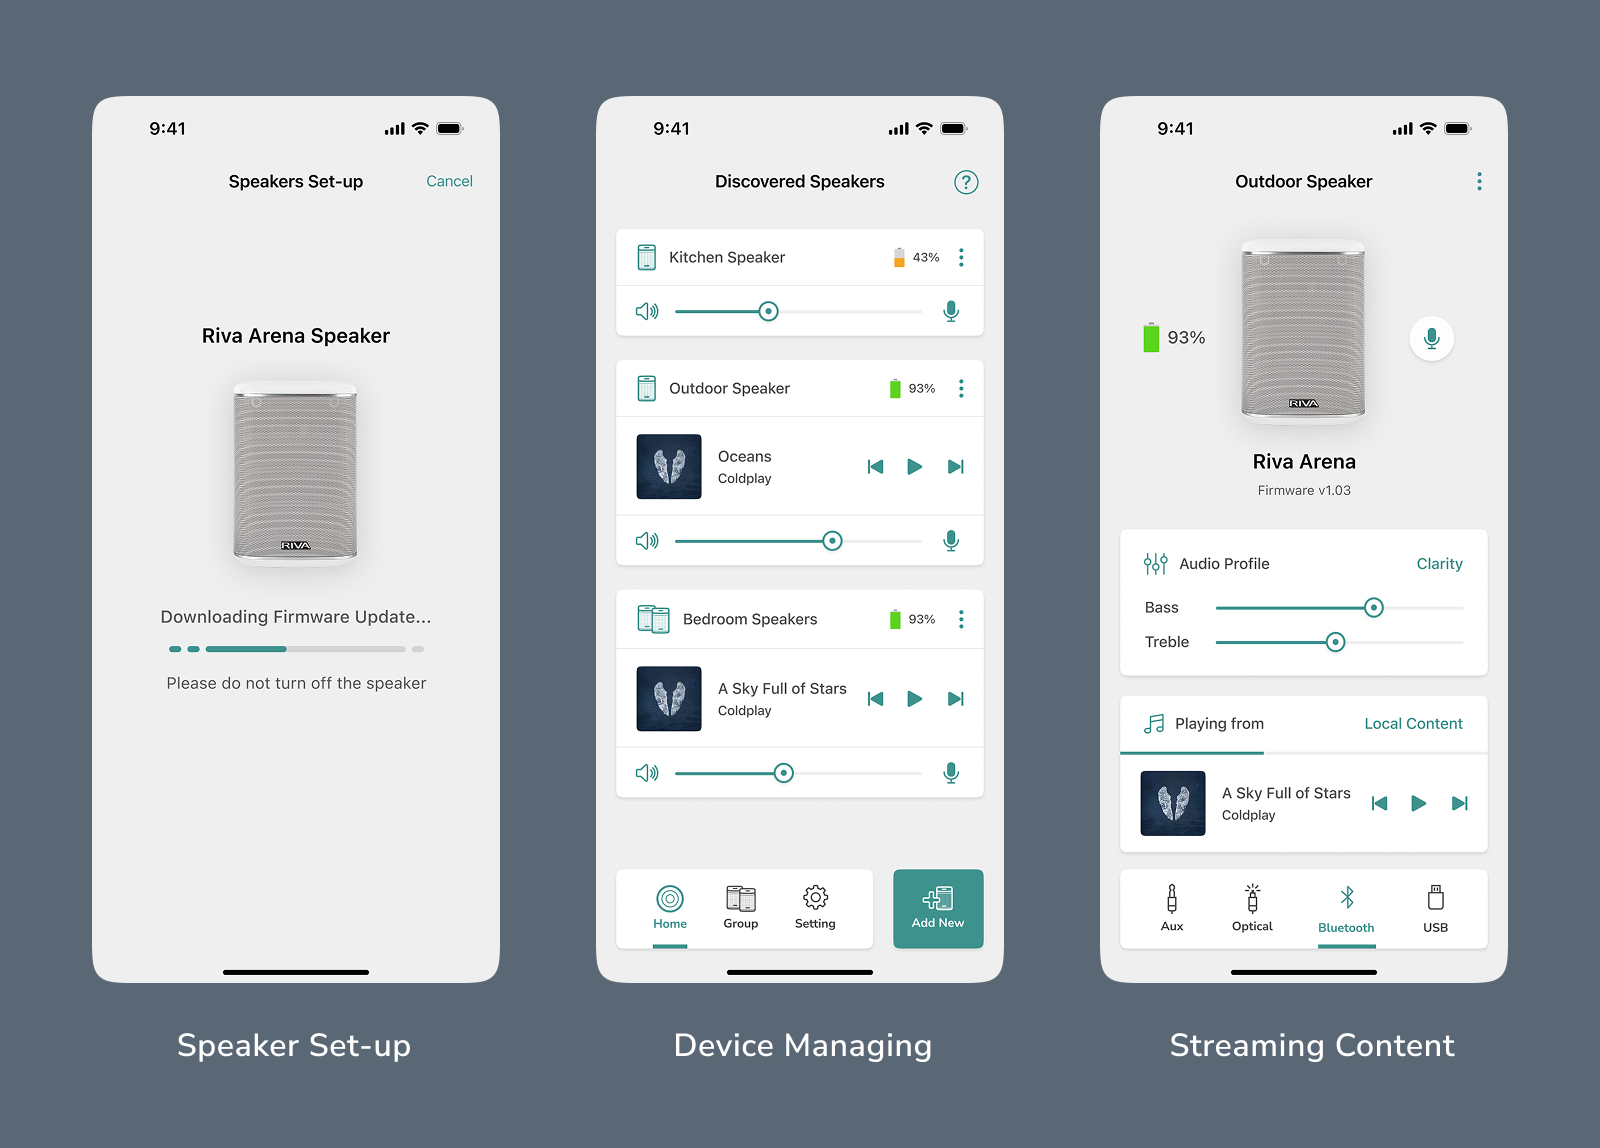 9:41
Speakers Set-up
Cancel
Riva Arena Speaker
RIVA
Downloading Firmware Update...
Please do not turn off the speaker
Speaker Set-up
9:41
Discovered Speakers
?
Kitchen Speaker
43%
Outdoor Speaker
93%
Oceans
Coldplay
Bedroom Speakers
93%
A Sky Full of Stars
Coldplay
Home
Group
Setting
Add New
Device Managing
9:41
Outdoor Speaker
93%
RIVA
Riva Arena
Firmware v1.03
Audio Profile
Clarity
Bass
Treble
Playing from
Local Content
A Sky Full of Stars
Coldplay
Aux
Optical
Bluetooth
USB
Streaming Content